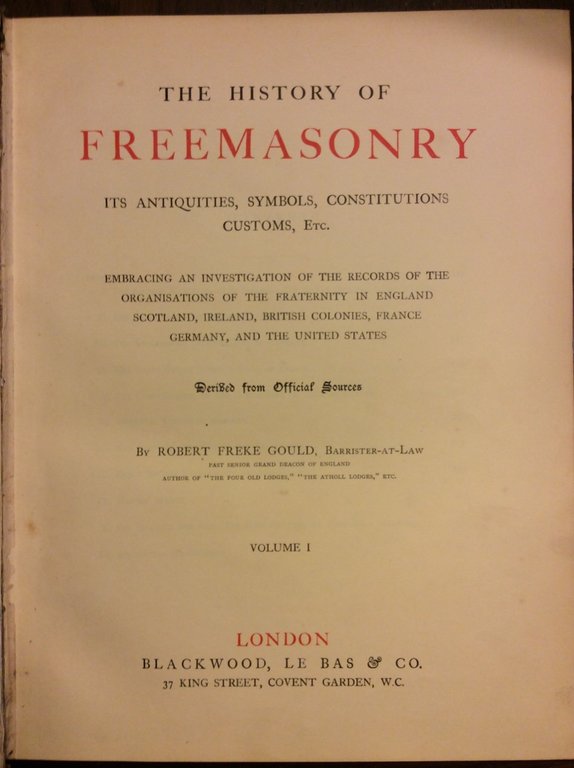 THE HISTORY OF
FREEMASONRY
ITS ANTIQUITIES, SYMBOLS, CONSTITUTIONS
CUSTOMS, ETC.
EMBRACING AN INVESTIGATION OF THE RECORDS OF THE
ORGANISATIONS OF THE FRATERNITY IN ENGLAND
SCOTLAND, IRELAND, BRITISH COLONIES, FRANCE
GERMANY, AND THE UNITED STATES
Derived from Official Sources
BY ROBERT FREKE GOULD, BARRISTER-AT-LAW
PAST SENIOR GRAND DEACON OF ENGLAND
AUTHOR OF "THE FOUR OLD LODGES," "THE ATHOLL LODGES," ETC.
VOLUME I
LONDON
BLACKWOOD, LE BAS & CO.
37 KING STREET, COVENT GARDEN, W.C.